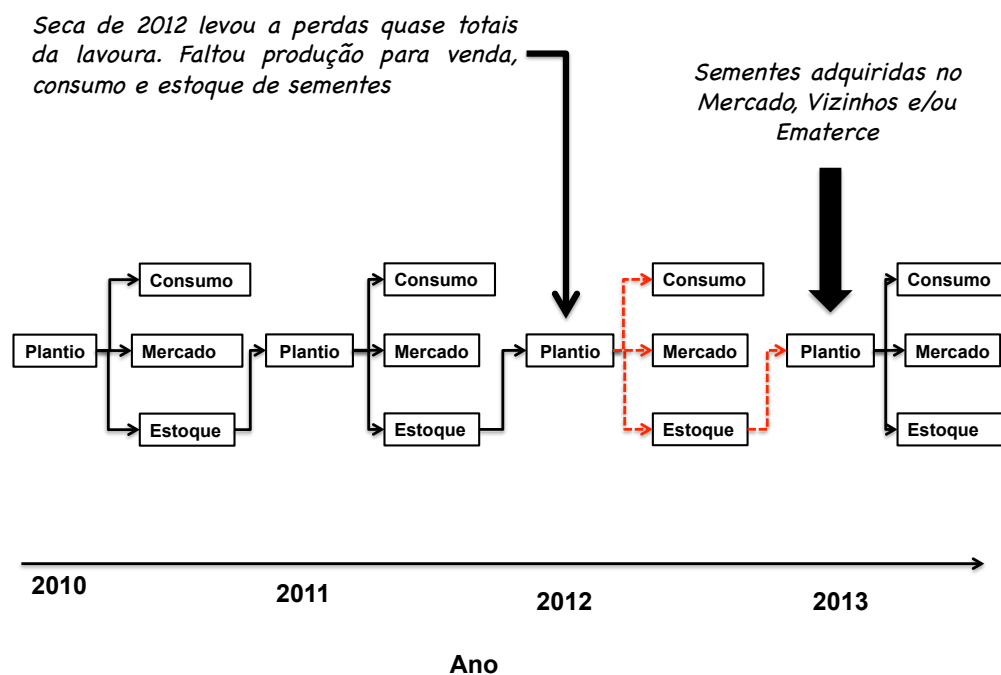 Seca de 2012 levou a perdas quase totais
da lavoura. Faltou produção para venda,
consumo e estoque de sementes
Sementes adquiridas no
Mercado, Vizinhos e/ou
Ematerce
Consumo
Consumo
Consumo
Consumo
Plantio
Mercado
Plantio
Mercado
Plantio
Mercado
Plantio
Mercado
Estoque
Estoque
Estoque
Estoque
2010
2011
2012
2013
Ano